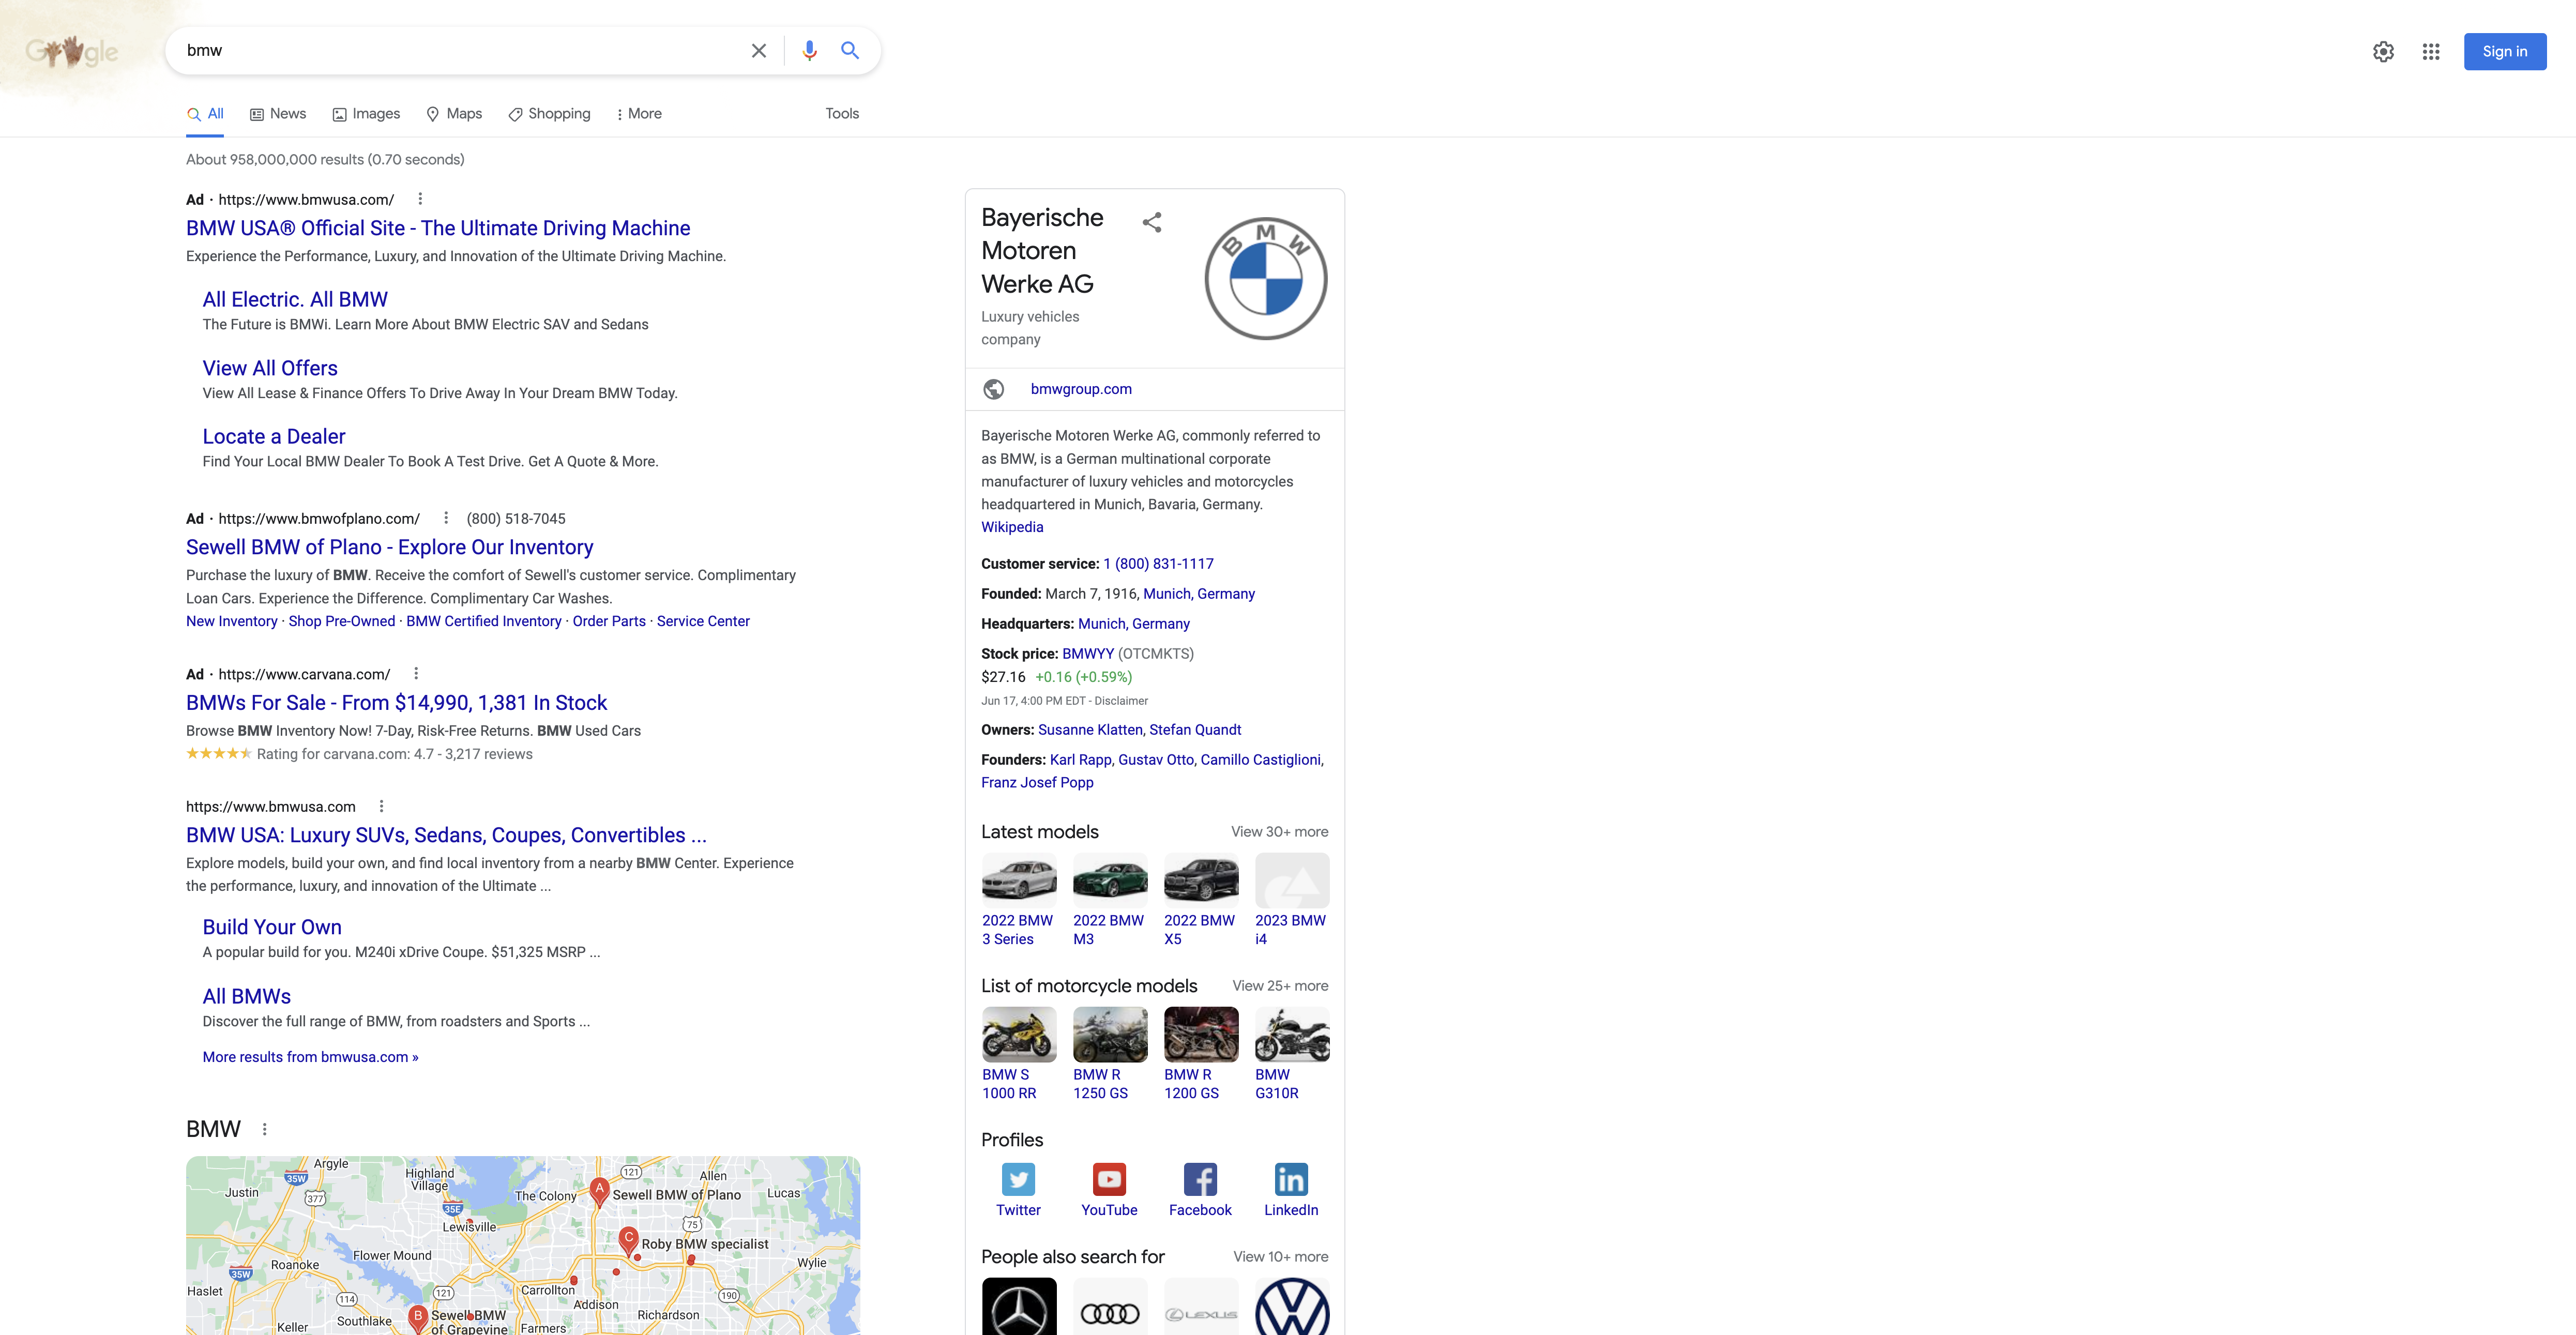 Google
bmw
Sign in
All
News
Images
Maps
Shopping
More
Tools
About 958,000,000 results (0.70 seconds)
Ad · https://www.bmwusa.com/
BMW USA® Official Site - The Ultimate Driving Machine
Experience the Performance, Luxury, and Innovation of the Ultimate Driving Machine.
All Electric. All BMW
The Future is BMWi. Learn More About BMW Electric SAV and Sedans
View All Offers
View All Lease & Finance Offers To Drive Away In Your Dream BMW Today.
Locate a Dealer
Find Your Local BMW Dealer To Book A Test Drive. Get A Quote & More.
Ad · https://www.bmwofplano.com/ (800) 518-7045
Sewell BMW of Plano - Explore Our Inventory
Purchase the luxury of BMW. Receive the comfort of Sewell's customer service. Complimentary
Loan Cars. Experience the Difference. Complimentary Car Washes.
New Inventory · Shop Pre-Owned · BMW Certified Inventory · Order Parts · Service Center
Ad · https://www.carvana.com/
BMWs For Sale - From $14,990, 1,381 In Stock
Browse BMW Inventory Now! 7-Day, Risk-Free Returns. BMW Used Cars
Rating for carvana.com: 4.7 - 3,217 reviews
https://www.bmwusa.com
BMW USA: Luxury SUVs, Sedans, Coupes, Convertibles ...
Explore models, build your own, and find local inventory from a nearby BMW Center. Experience
the performance, luxury, and innovation of the Ultimate ...
Build Your Own
A popular build for you. M240i xDrive Coupe. $51,325 MSRP ...
All BMWs
Discover the full range of BMW, from roadsters and Sports ...
More results from bmwusa.com »
BMW
Argyle
35W
377
Justin
Highland
Village
35E
Lewisville
The Colony
121
A
Sewell BMW of Plano
Allen
Lucas
75
C
Roby BMW specialist
Flower Mound
Roanoke
35W
Wylie
Haslet
114
121
Carrollton
Addison
190
Richardson
Southlake
Keller
B
Sewell BMW
of Grapevine
Farmers
Bayerische
Motoren
Werke AG
Luxury vehicles
company
BMW
bmwgroup.com
Bayerische Motoren Werke AG, commonly referred to
as BMW, is a German multinational corporate
manufacturer of luxury vehicles and motorcycles
headquartered in Munich, Bavaria, Germany.
Wikipedia
Customer service: 1 (800) 831-1117
Founded: March 7, 1916, Munich, Germany
Headquarters: Munich, Germany
Stock price: BMWYY (OTCMKTS)
$27.16 +0.16 (+0.59%)
Jun 17, 4:00 PM EDT - Disclaimer
Owners: Susanne Klatten, Stefan Quandt
Founders: Karl Rapp, Gustav Otto, Camillo Castiglioni,
Franz Josef Popp
Latest models
View 30+ more
2022 BMW
3 Series
2022 BMW
M3
2022 BMW
X5
2023 BMW
i4
List of motorcycle models
View 25+ more
BMW S
1000 RR
BMW R
1250 GS
BMW R
1200 GS
BMW
G310R
Profiles
Twitter
YouTube
Facebook
in
LinkedIn
People also search for
View 10+ more
LEXUS